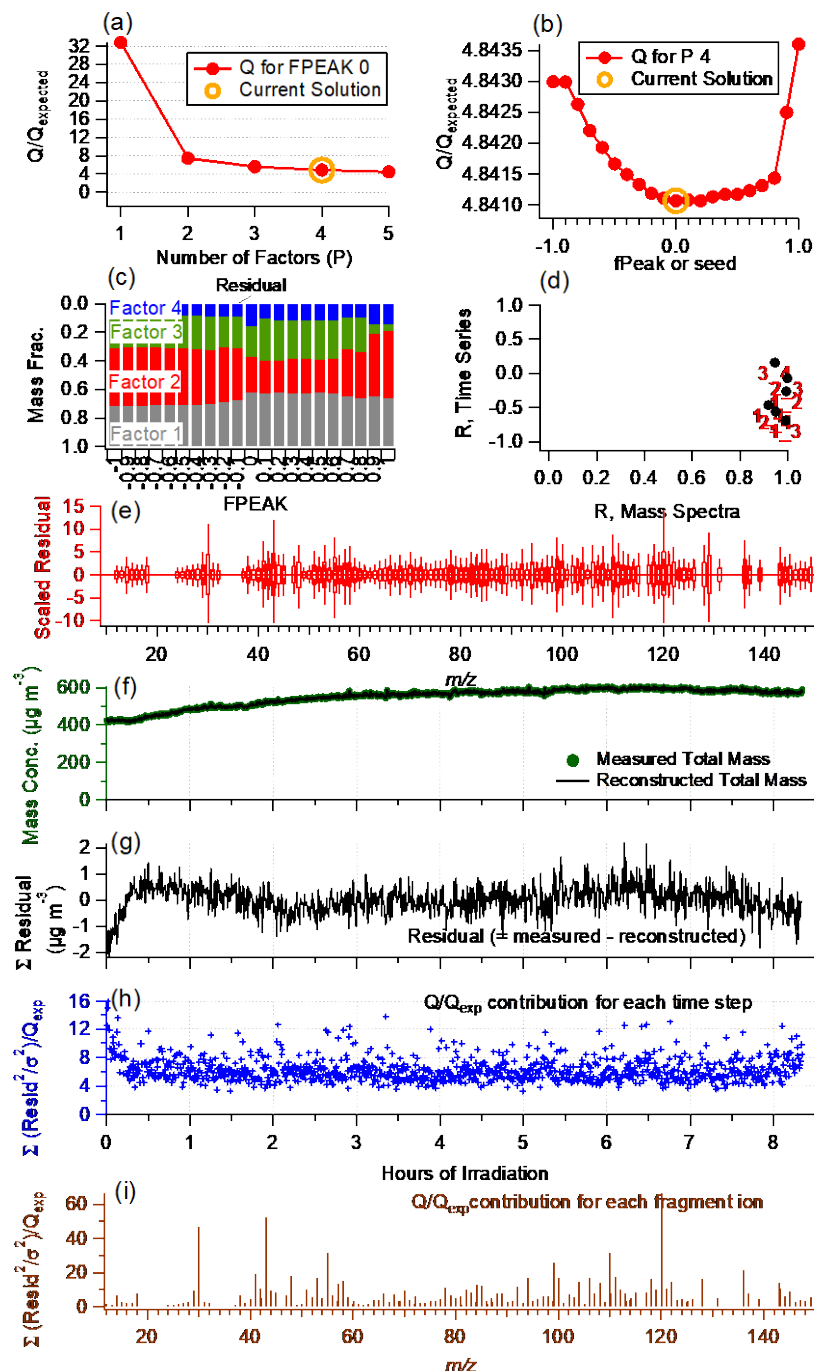 (a)
Q/Qexpected
32
28
24
20
16
12
8
4
0
Q for FPEAK 0
Current Solution
1 2 3 4 5
Number of Factors (P)
(b)
Q/Qexpected
4.8435
4.8430
4.8425
4.8420
4.8415
4.8410
Q for P 4
Current Solution
-1.0 0.0 1.0
fPeak or seed
(c)
Residual
Mass Frac.
0.0
0.2
0.4
0.6
0.8
1.0
Factor 4
Factor 3
Factor 2
Factor 1
FPEAK
(d)
R, Time Series
1.0
0.5
0.0
-0.5
-1.0
0.0 0.2 0.4 0.6 0.8 1.0
R, Mass Spectra
(e)
Scaled Residual
15
10
5
0
-5
-10
20 40 60 80 100 120 140
m/z
(f)
Mass Conc. (µg m-3)
600
400
200
0
Measured Total Mass
Reconstructed Total Mass
(g)
Σ Residual
(µg m-3)
2
1
0
-1
-2
Residual (= measured - reconstructed)
(h)
Q/Qexp contribution for each time step
Σ (Resid2/σ2)/Qexp
16
12
8
4
0
0 1 2 3 4 5 6 7 8
Hours of Irradiation
(i)
Q/Qexp contribution for each fragment ion
Σ (Resid2/σ2)/Qexp
60
40
20
0
20 40 60 80 100 120 140
m/z